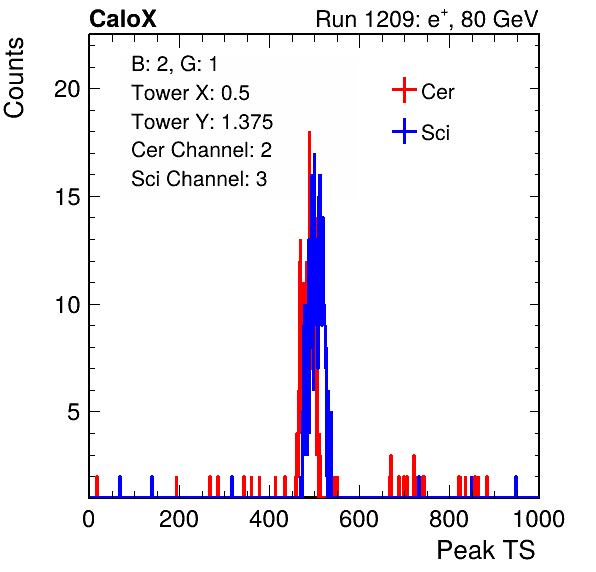 CaloX Run 1209: e⁺, 80 GeV
Counts
B: 2, G: 1
Tower X: 0.5
Tower Y: 1.375
Cer Channel: 2
Sci Channel: 3
Cer
Sci
20
15
10
5
0 200 400 600 800 1000
Peak TS